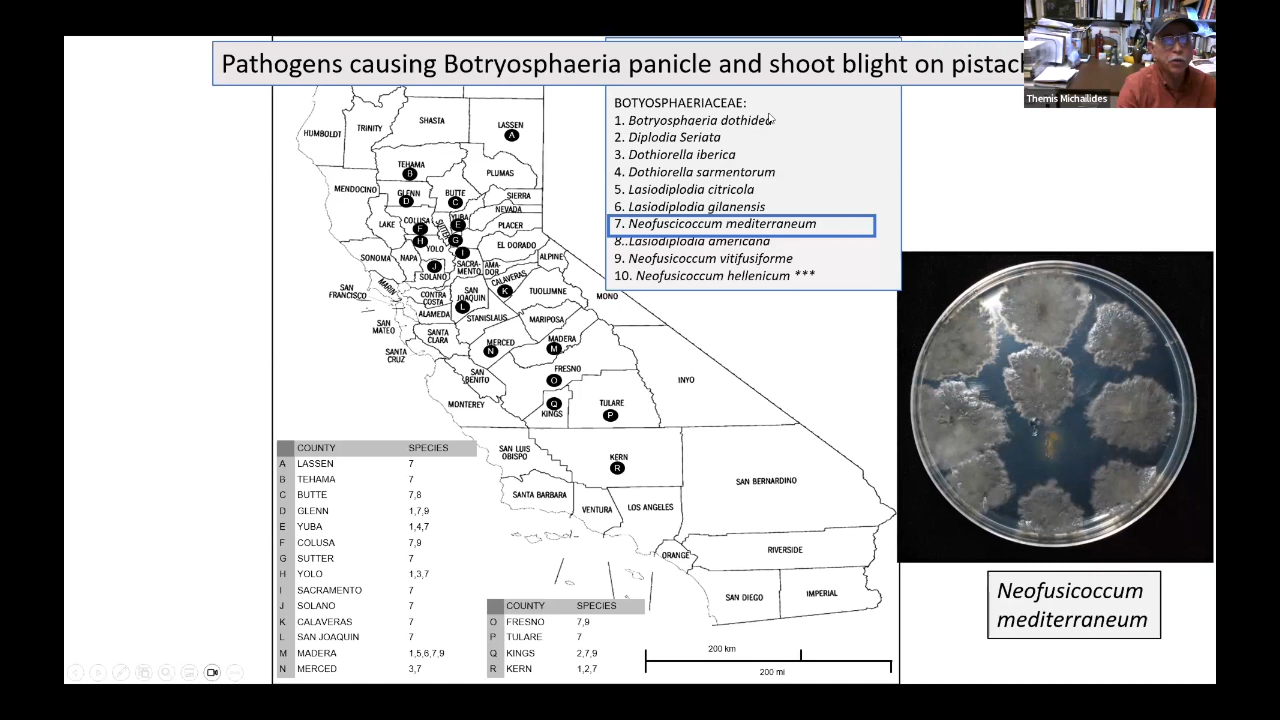 Pathogens causing Botryosphaeria panicle and shoot blight on pistac
Themis Michailides
BOTYOSPHAERIACEAE:
1. Botryosphaeria dothidea
2. Diplodia Seriata
3. Dothiorella iberica
4. Dothiorella sarmentorum
5. Lasiodiplodia citricola
6. Lasiodiplodia gilanensis
7. Neofuscicoccum mediterraneum
8..Lasiodiplodia americana
9. Neofusicoccum vitifusiforme
10. Neofusicoccum hellenicum ***
HUMBOLDT
TRINITY
SHASTA
LASSEN
A
TEHAMA
B
PLUMAS
MENDOCINO
GLENN
D
BUTTE
C
SIERRA
NEVADA
LAKE
COLUSA
F
YUBA
E
PLACER
SUTTER
G
H
YOLO
EL DORADO
SONOMA
NAPA
J
SOLANO
I
SACRA-
MENTO
AMA-
DOR
ALPINE
CALAVERAS
K
MARIN
SAN
FRANCISCO
CONTRA
COSTA
SAN
JOAQUIN
L
TUOLUMNE
MONO
ALAMEDA
STANISLAUS
MARIPOSA
SAN
MATEO
SANTA
CLARA
SANTA
CRUZ
MERCED
N
MADERA
M
SAN
BENITO
FRESNO
O
INYO
MONTEREY
Q
KINGS
TULARE
P
SAN LUIS
OBISPO
KERN
R
SAN BERNARDINO
SANTA BARBARA
VENTURA
LOS ANGELES
ORANGE
RIVERSIDE
SAN DIEGO
IMPERIAL
COUNTY SPECIES
A LASSEN 7
B TEHAMA 7
C BUTTE 7,8
D GLENN 1,7,9
E YUBA 1,4,7
F COLUSA 7,9
G SUTTER 7
H YOLO 1,3,7
I SACRAMENTO 7
J SOLANO 7
K CALAVERAS 7
L SAN JOAQUIN 7
M MADERA 1,5,6,7,9
N MERCED 3,7
COUNTY SPECIES
O FRESNO 7,9
P TULARE 7
Q KINGS 2,7,9
R KERN 1,2,7
200 km
200 mi
Neofusicoccum
mediterraneum